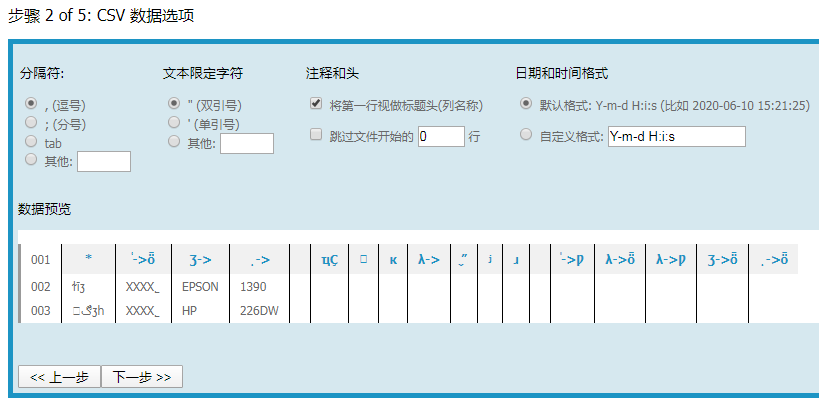 步骤 2 of 5: CSV 数据选项
分隔符: 文本限定字符 注释和头 日期和时间格式
, (逗号) " (双引号) 将第一行视做标题头(列名称) 默认格式: Y-m-d H:i:s (比如 2020-06-10 15:21:25)
; (分号) ' (单引号)
tab 其他: 跳过文件开始的 0 行 自定义格式: Y-m-d H:i:s
其他:
数据预览
001 * λ-> λ->
002 XXXX_ EPSON 1390
003 XXXX_ HP 226DW
<< 上一步 下一步 >>